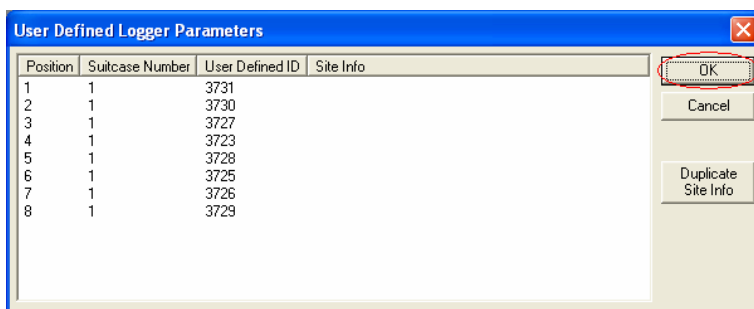 User Defined Logger Parameters
Position Suitcase Number User Defined ID Site Info
1 1 3731
2 1 3730
3 1 3727
4 1 3723
5 1 3728
6 1 3725
7 1 3726
8 1 3729
OK
Cancel
Duplicate
Site Info